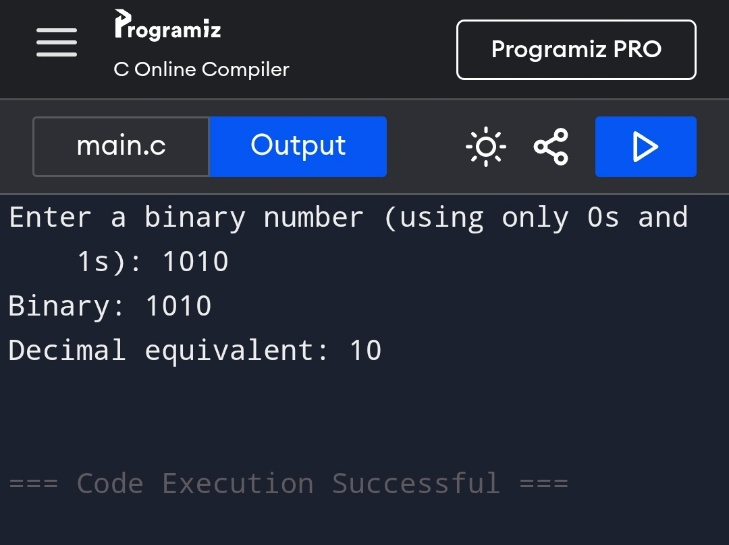 Programiz
C Online Compiler
Programiz PRO
main.c
Output
Enter a binary number (using only 0s and
1s): 1010
Binary: 1010
Decimal equivalent: 10
=== Code Execution Successful ===